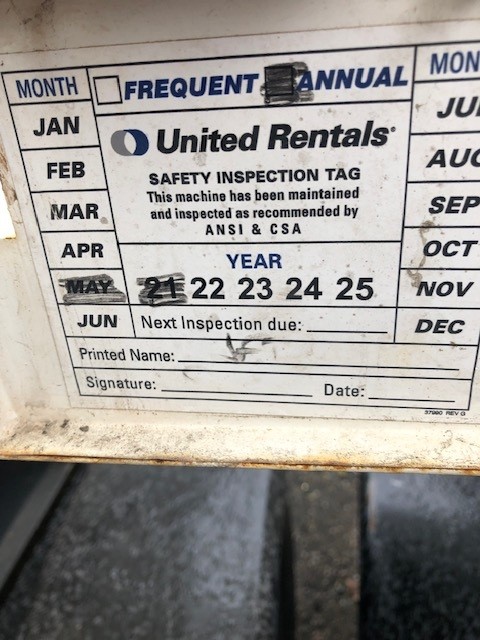 MONTH
FREQUENT ANNUAL
MON
JAN
FEB
MAR
APR
MAY
JUN
United Rentals
SAFETY INSPECTION TAG
This machine has been maintained
and inspected as recommended by
ANSI & CSA
YEAR
21 22 23 24 25
Next Inspection due:
Printed Name:
Signature: Date:
JU
AUG
SEP
OCT
NOV
DEC
37980 REV G